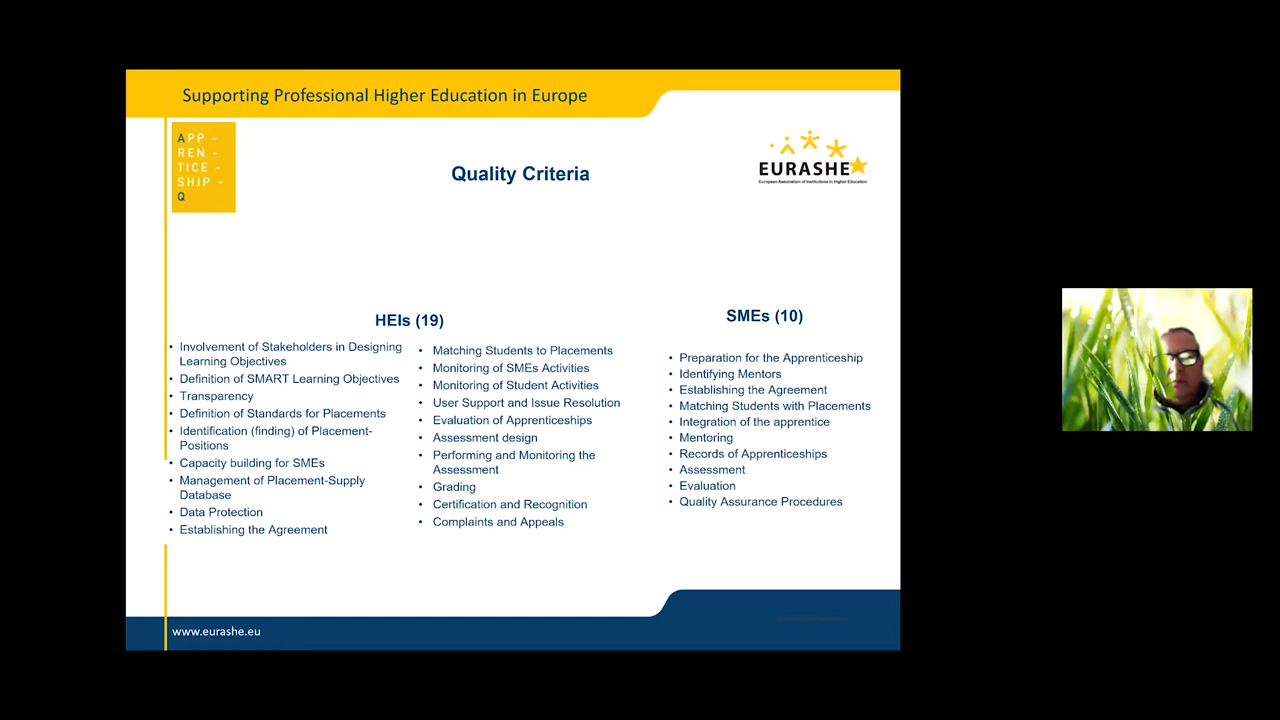 Supporting Professional Higher Education in Europe
APP -
REN -
TICE -
SHIP -
Q
Quality Criteria
EURASHE
European Association of Institutions in Higher Education
HEIs (19)
• Involvement of Stakeholders in Designing
Learning Objectives
• Definition of SMART Learning Objectives
• Transparency
• Definition of Standards for Placements
• Identification (finding) of Placement-
Positions
• Capacity building for SMEs
• Management of Placement-Supply
Database
• Data Protection
• Establishing the Agreement
• Matching Students to Placements
• Monitoring of SMEs Activities
• Monitoring of Student Activities
• User Support and Issue Resolution
• Evaluation of Apprenticeships
• Assessment design
• Performing and Monitoring the
Assessment
• Grading
• Certification and Recognition
• Complaints and Appeals
SMEs (10)
• Preparation for the Apprenticeship
• Identifying Mentors
• Establishing the Agreement
• Matching Students with Placements
• Integration of the apprentice
• Mentoring
• Records of Apprenticeships
• Assessment
• Evaluation
• Quality Assurance Procedures
www.eurashe.eu